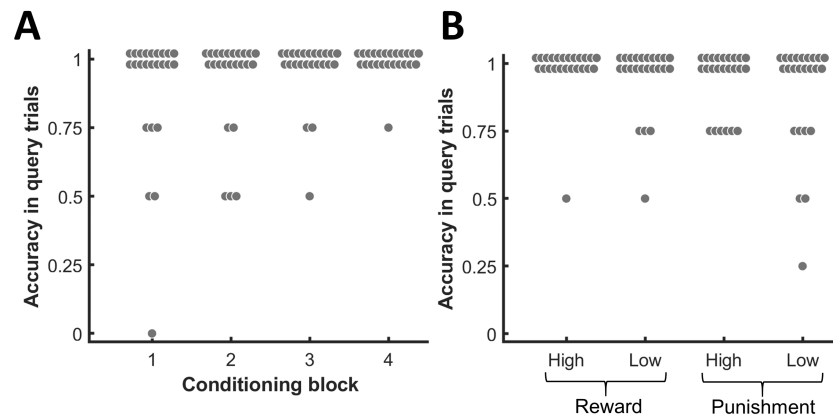 A
Accuracy in query trials
1
0.75
0.5
0.25
0
1 2 3 4
Conditioning block
B
Accuracy in query trials
1
0.75
0.5
0.25
0
High Low High Low
Reward Punishment